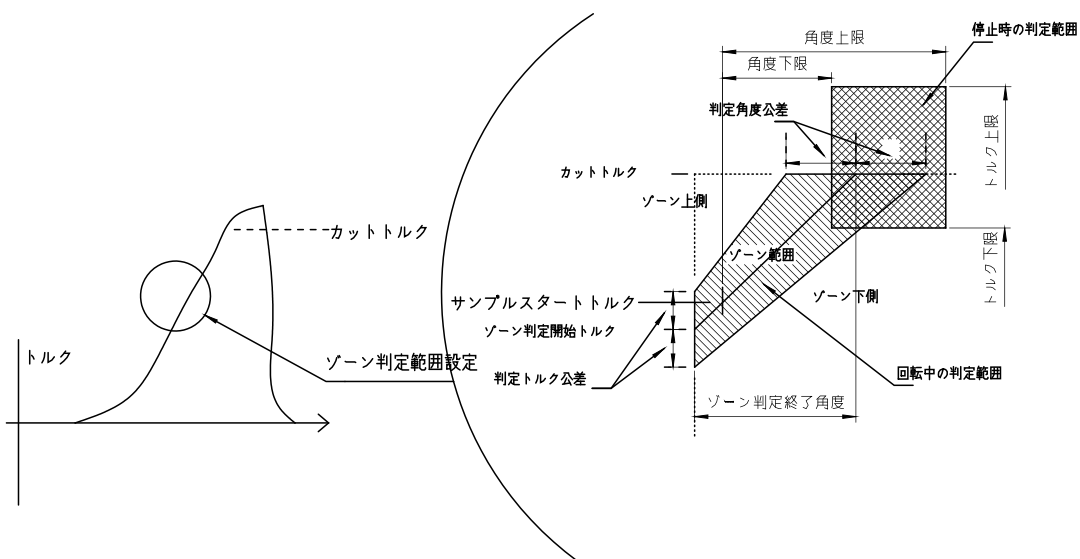 停止時の判定範囲
角度上限
角度下限
判定角度公差
トルク上限
カットトルク
ゾーン上側
カットトルク
ゾーン範囲
トルク下限
サンプルスタートトルク
ゾーン下側
ゾーン判定開始トルク
トルク
ゾーン判定範囲設定
判定トルク公差
回転中の判定範囲
ゾーン判定終了角度